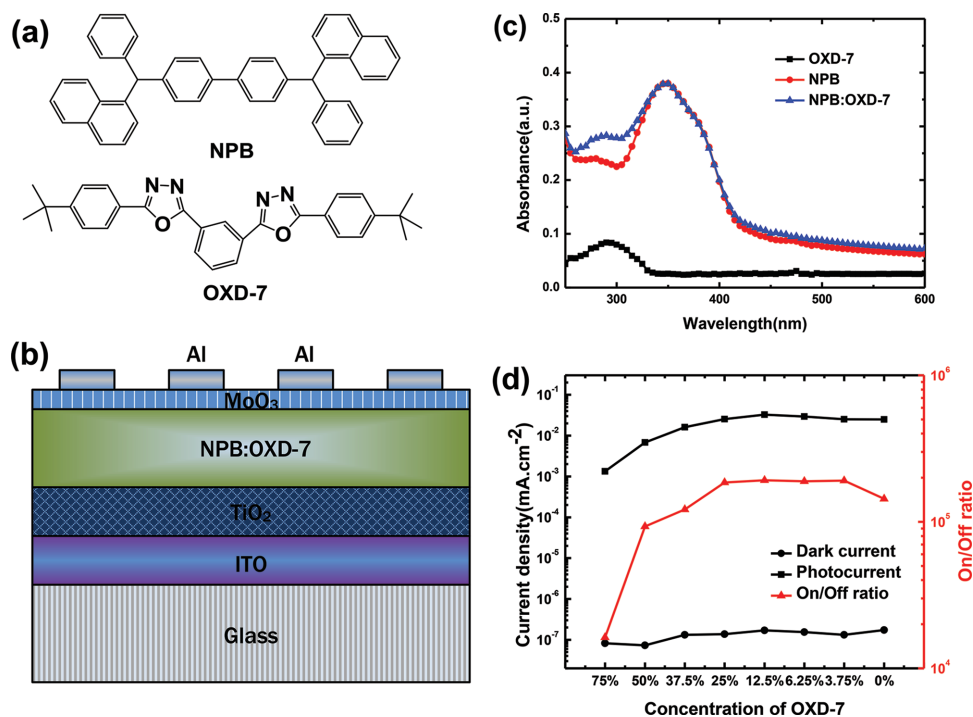 (a)
NPB
N-N
N-N
O
O
OXD-7
(b)
Al
Al
MoO₃
NPB:OXD-7
TiO₂
ITO
Glass
(c)
0.5
0.4
0.3
0.2
0.1
0.0
Absorbance(a.u.)
OXD-7
NPB
NPB:OXD-7
300
400
500
600
Wavelength(nm)
(d)
10⁻¹
10⁻²
10⁻³
10⁻⁴
10⁻⁵
10⁻⁶
10⁻⁷
Current density(mA.cm⁻²)
Dark current
Photocurrent
On/Off ratio
10⁶
10⁵
10⁴
On/Off ratio
75% 50% 37.5% 25% 12.5% 6.25% 3.75% 0%
Concentration of OXD-7